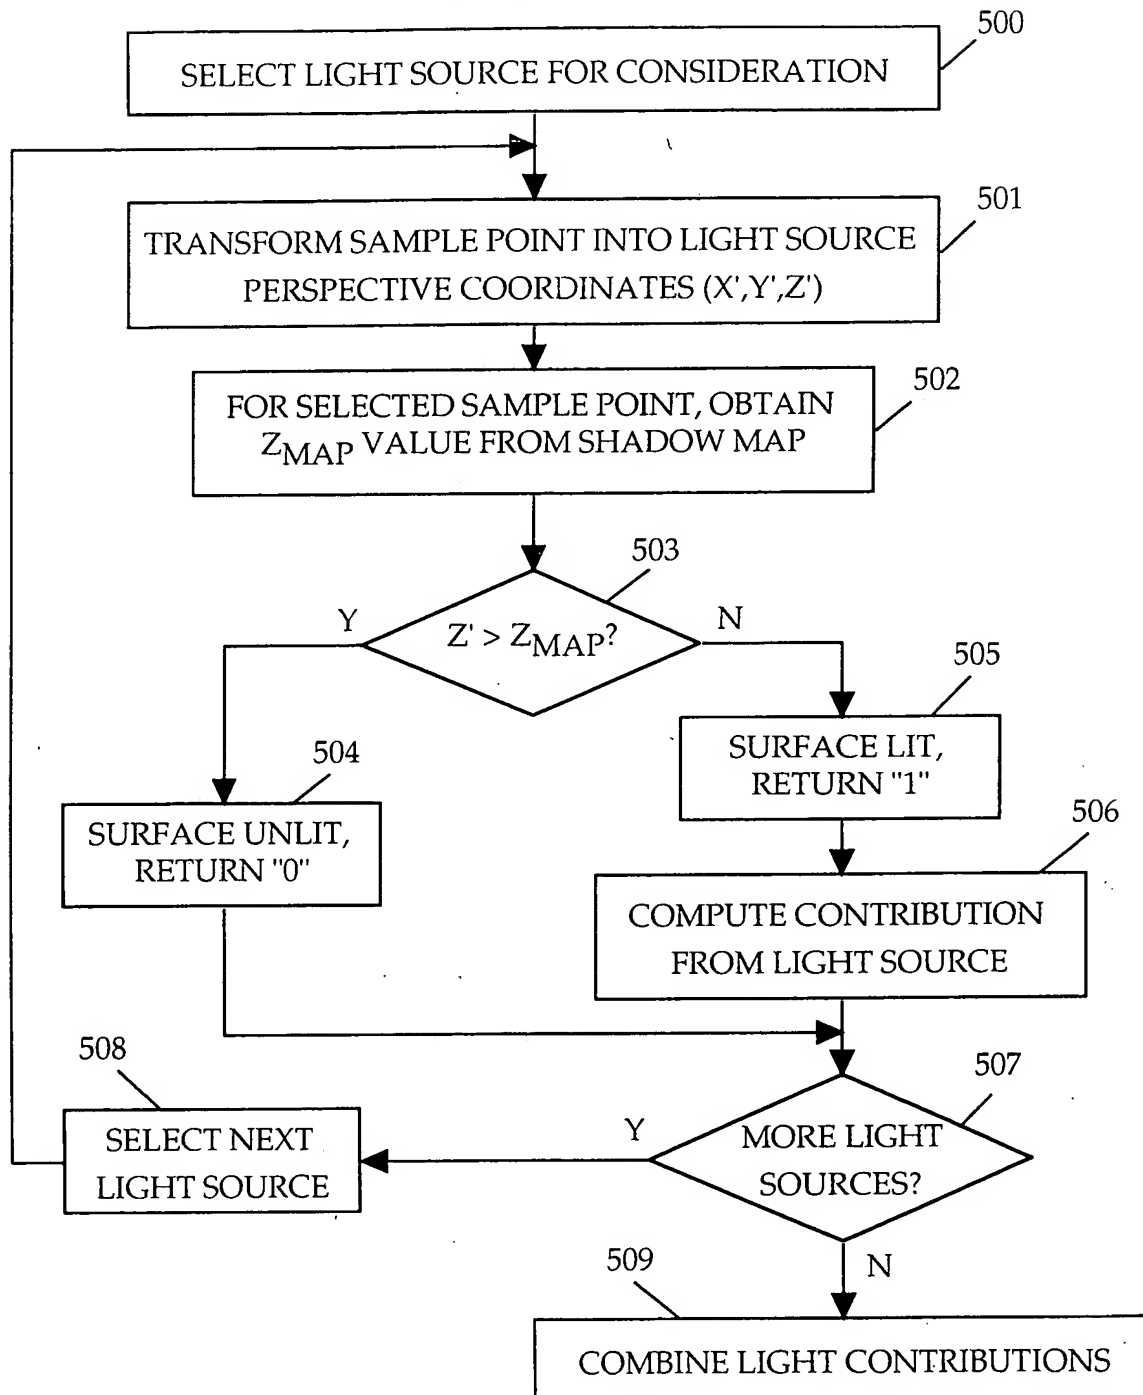 500
SELECT LIGHT SOURCE FOR CONSIDERATION
501
TRANSFORM SAMPLE POINT INTO LIGHT SOURCE
PERSPECTIVE COORDINATES (X',Y',Z')
502
FOR SELECTED SAMPLE POINT, OBTAIN
ZMAP VALUE FROM SHADOW MAP
503
Y
Z' > ZMAP?
N
505
SURFACE LIT,
RETURN "1"
504
SURFACE UNLIT,
RETURN "0"
506
COMPUTE CONTRIBUTION
FROM LIGHT SOURCE
508
507
SELECT NEXT
LIGHT SOURCE
Y
MORE LIGHT
SOURCES?
N
509
COMBINE LIGHT CONTRIBUTIONS